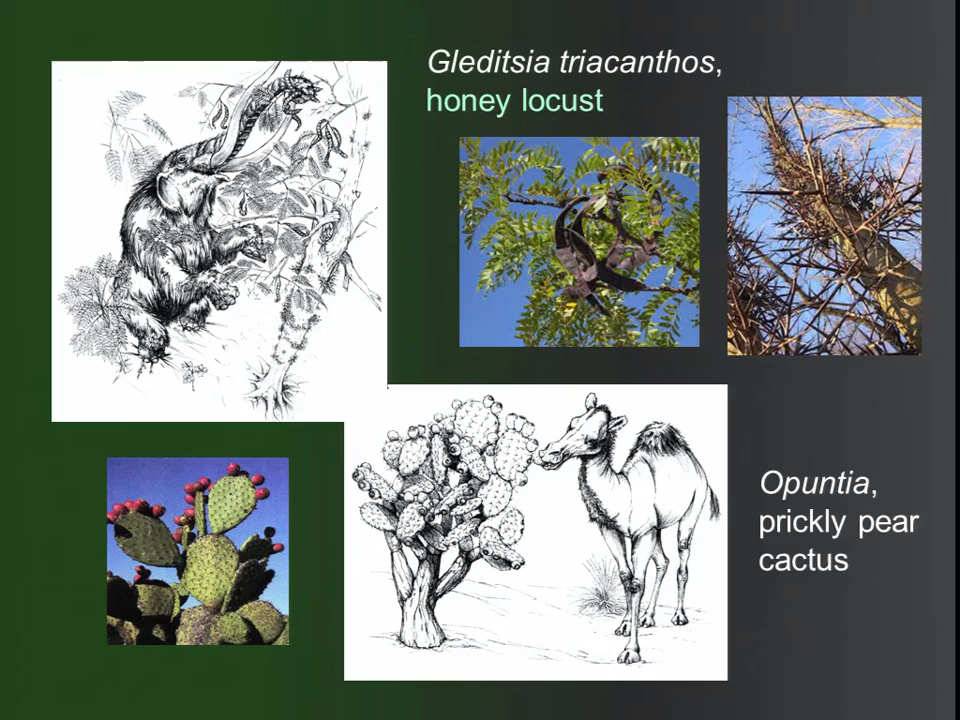 Gleditsia triacanthos,
honey locust
Opuntia,
prickly pear
cactus